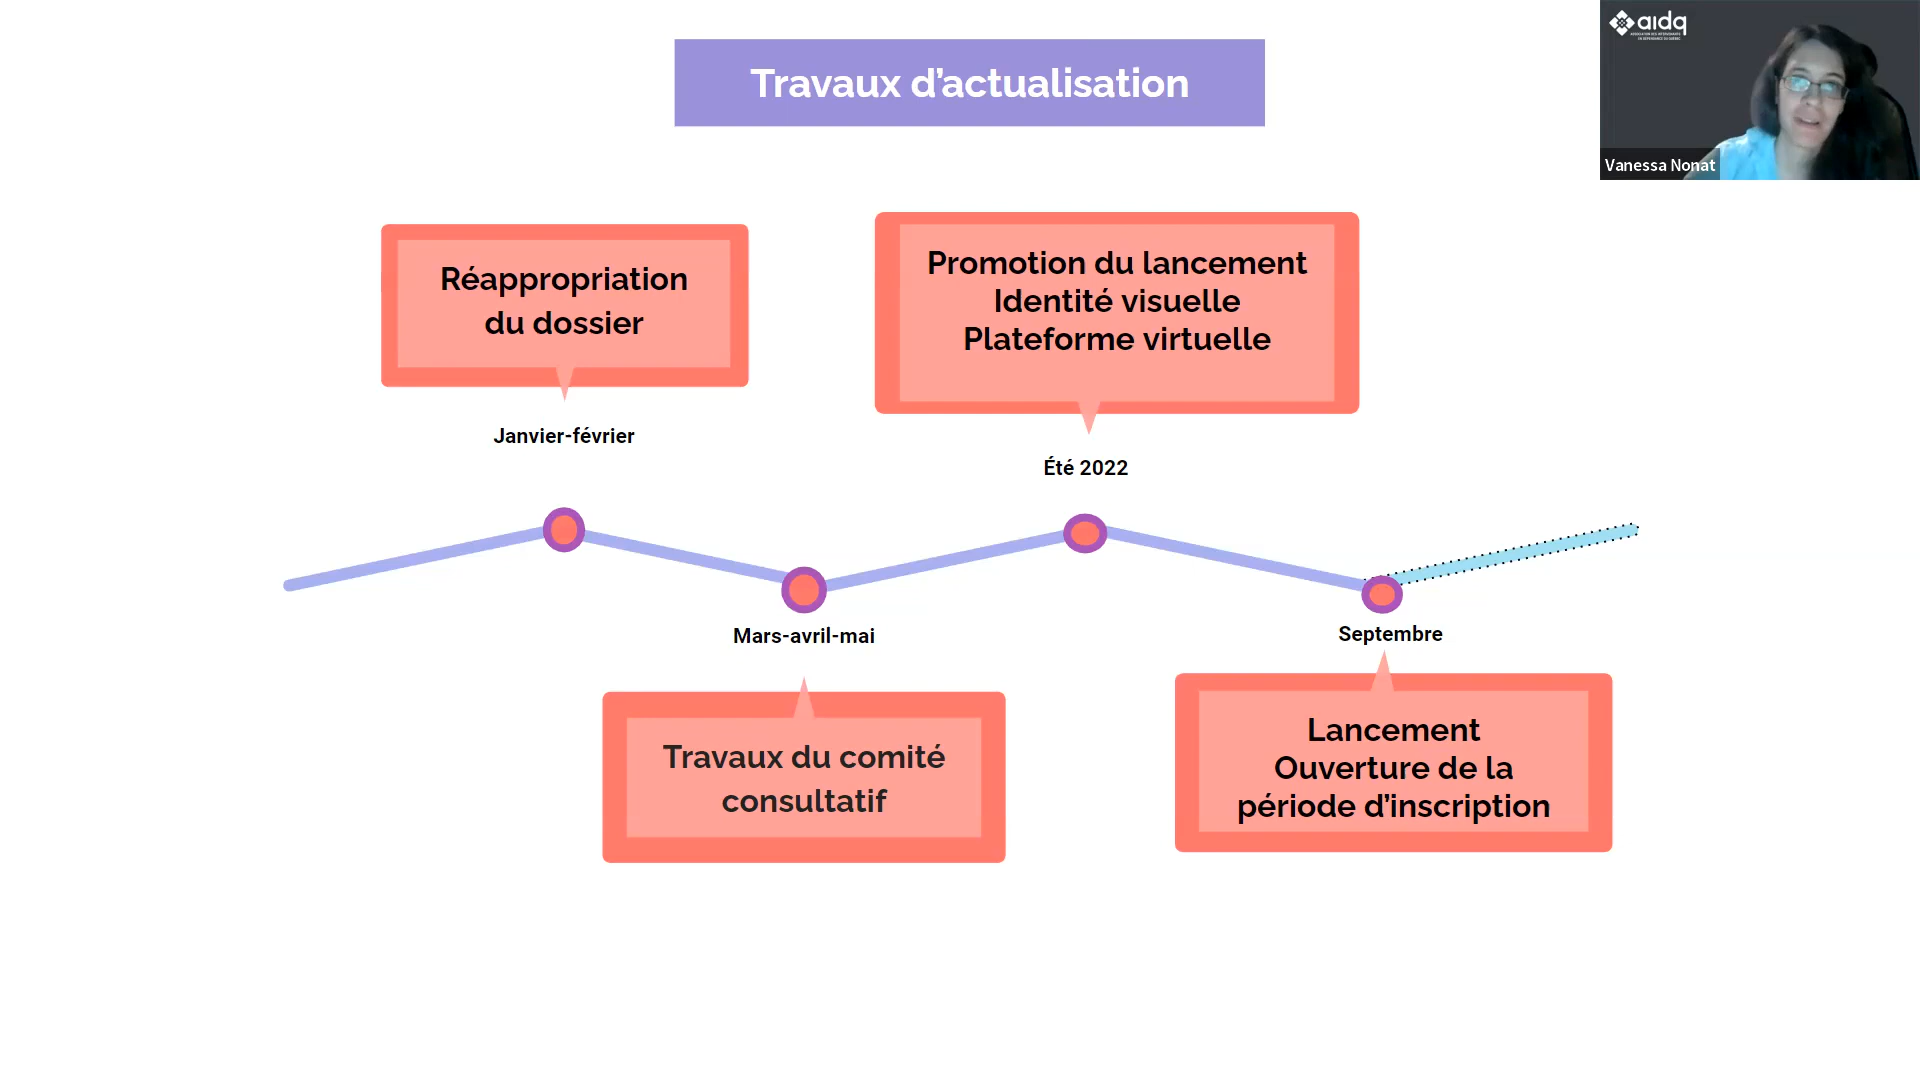 Travaux d’actualisation
aidq
Vanessa Nonat
Réappropriation
du dossier
Janvier-février
Promotion du lancement
Identité visuelle
Plateforme virtuelle
Été 2022
Mars-avril-mai
Travaux du comité
consultatif
Septembre
Lancement
Ouverture de la
période d’inscription